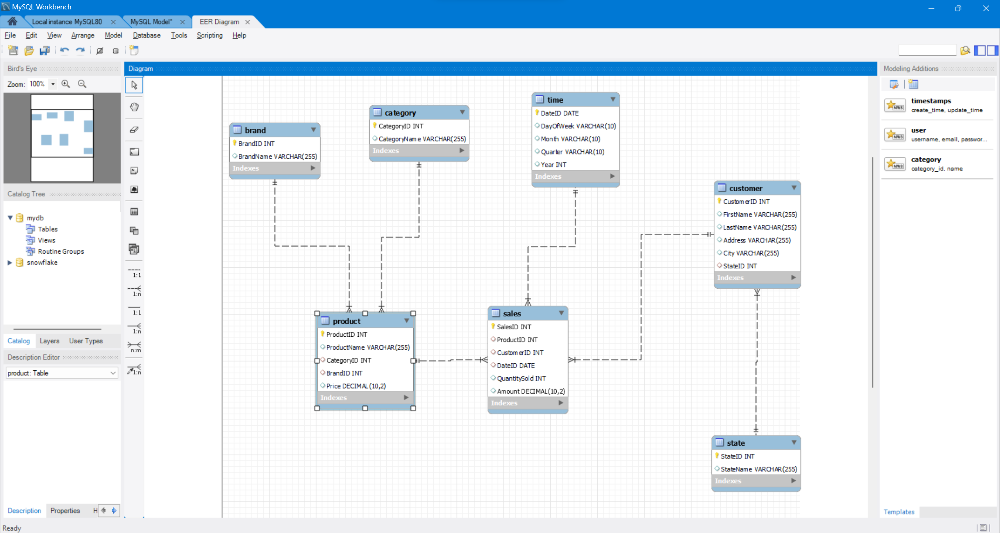 MySQL Workbench
Local instance MySQL80
MySQL Model*
EER Diagram
File Edit View Arrange Model Database Tools Scripting Help
Bird's Eye
Zoom: 100%
Catalog Tree
mydb
Tables
Views
Routine Groups
snowflake
Catalog Layers User Types
Description Editor
product: Table
Description Properties H
Ready
Diagram
1:1
1:n
1:1
1:n
n:m
1:n
brand
BrandID INT
BrandName VARCHAR(255)
Indexes
category
CategoryID INT
CategoryName VARCHAR(255)
Indexes
time
DateID DATE
DayOfWeek VARCHAR(10)
Month VARCHAR(10)
Quarter VARCHAR(10)
Year INT
Indexes
customer
CustomerID INT
FirstName VARCHAR(255)
LastName VARCHAR(255)
Address VARCHAR(255)
City VARCHAR(255)
StateID INT
Indexes
product
ProductID INT
ProductName VARCHAR(255)
CategoryID INT
BrandID INT
Price DECIMAL(10,2)
Indexes
sales
SalesID INT
ProductID INT
CustomerID INT
DateID DATE
QuantitySold INT
Amount DECIMAL(10,2)
Indexes
state
StateID INT
StateName VARCHAR(255)
Indexes
Modeling Additions
MWB
timestamps
create_time, update_time
MWB
user
username, email, passwor...
MWB
category
category_id, name
Templates